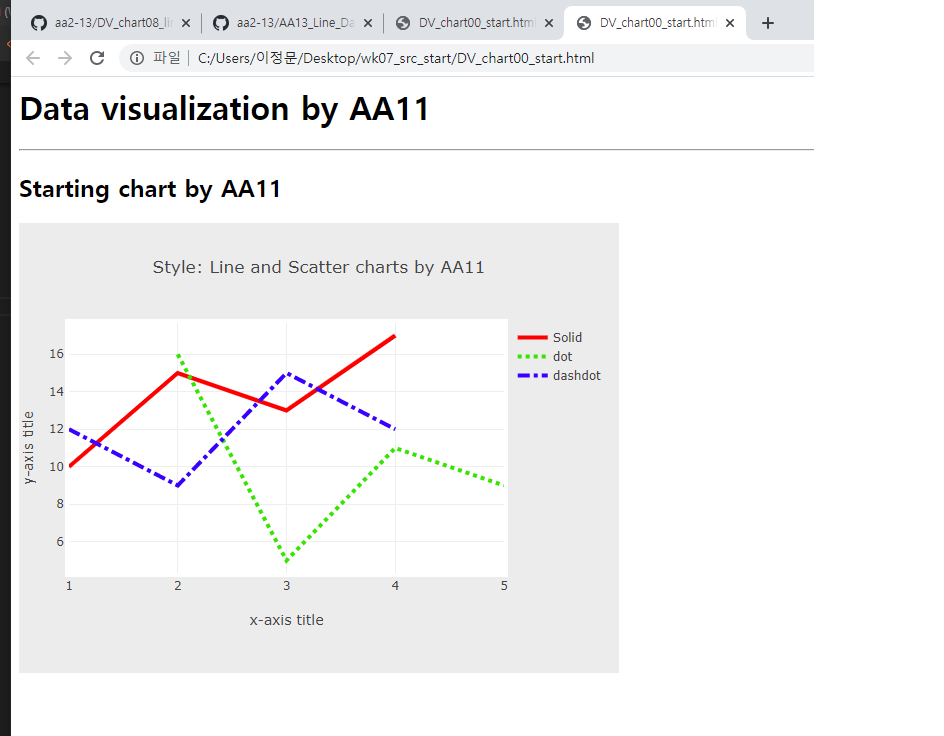 aa2-13/DV_chart08_li
aa2-13/AA13_Line_Da
DV_chart00_start.html
DV_chart00_start.html
파일 C:/Users/이정문/Desktop/wk07_src_start/DV_chart00_start.html
Data visualization by AA11
Starting chart by AA11
Style: Line and Scatter charts by AA11
Solid
dot
dashdot
16
14
12
10
8
6
y-axis title
1 2 3 4 5
x-axis title